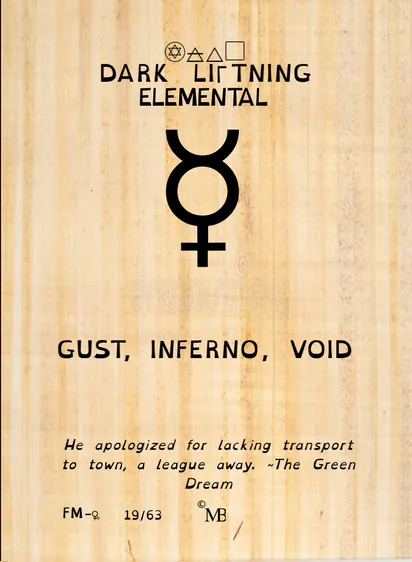 DARK LIΓTNING
ELEMENTAL
GUST, INFERNO, VOID
He apologized for lacking transport
to town, a league away. ~The Green
Dream
FM-♀ 19/63 © MB